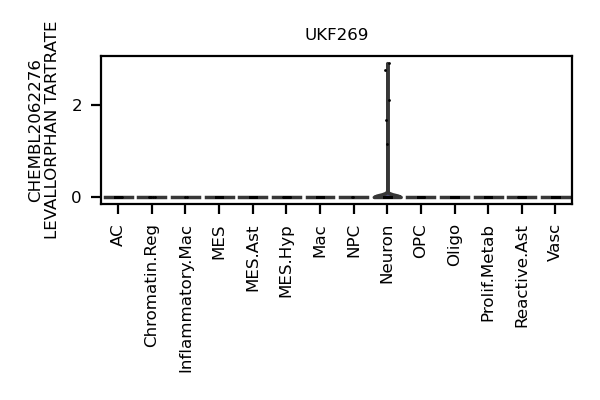 UKF269
CHEMBL2062276
LEVALLORPHAN TARTRATE
2
0
AC
Chromatin.Reg
Inflammatory.Mac
MES
MES.Ast
MES.Hyp
Mac
NPC
Neuron
OPC
Oligo
Prolif.Metab
Reactive.Ast
Vasc